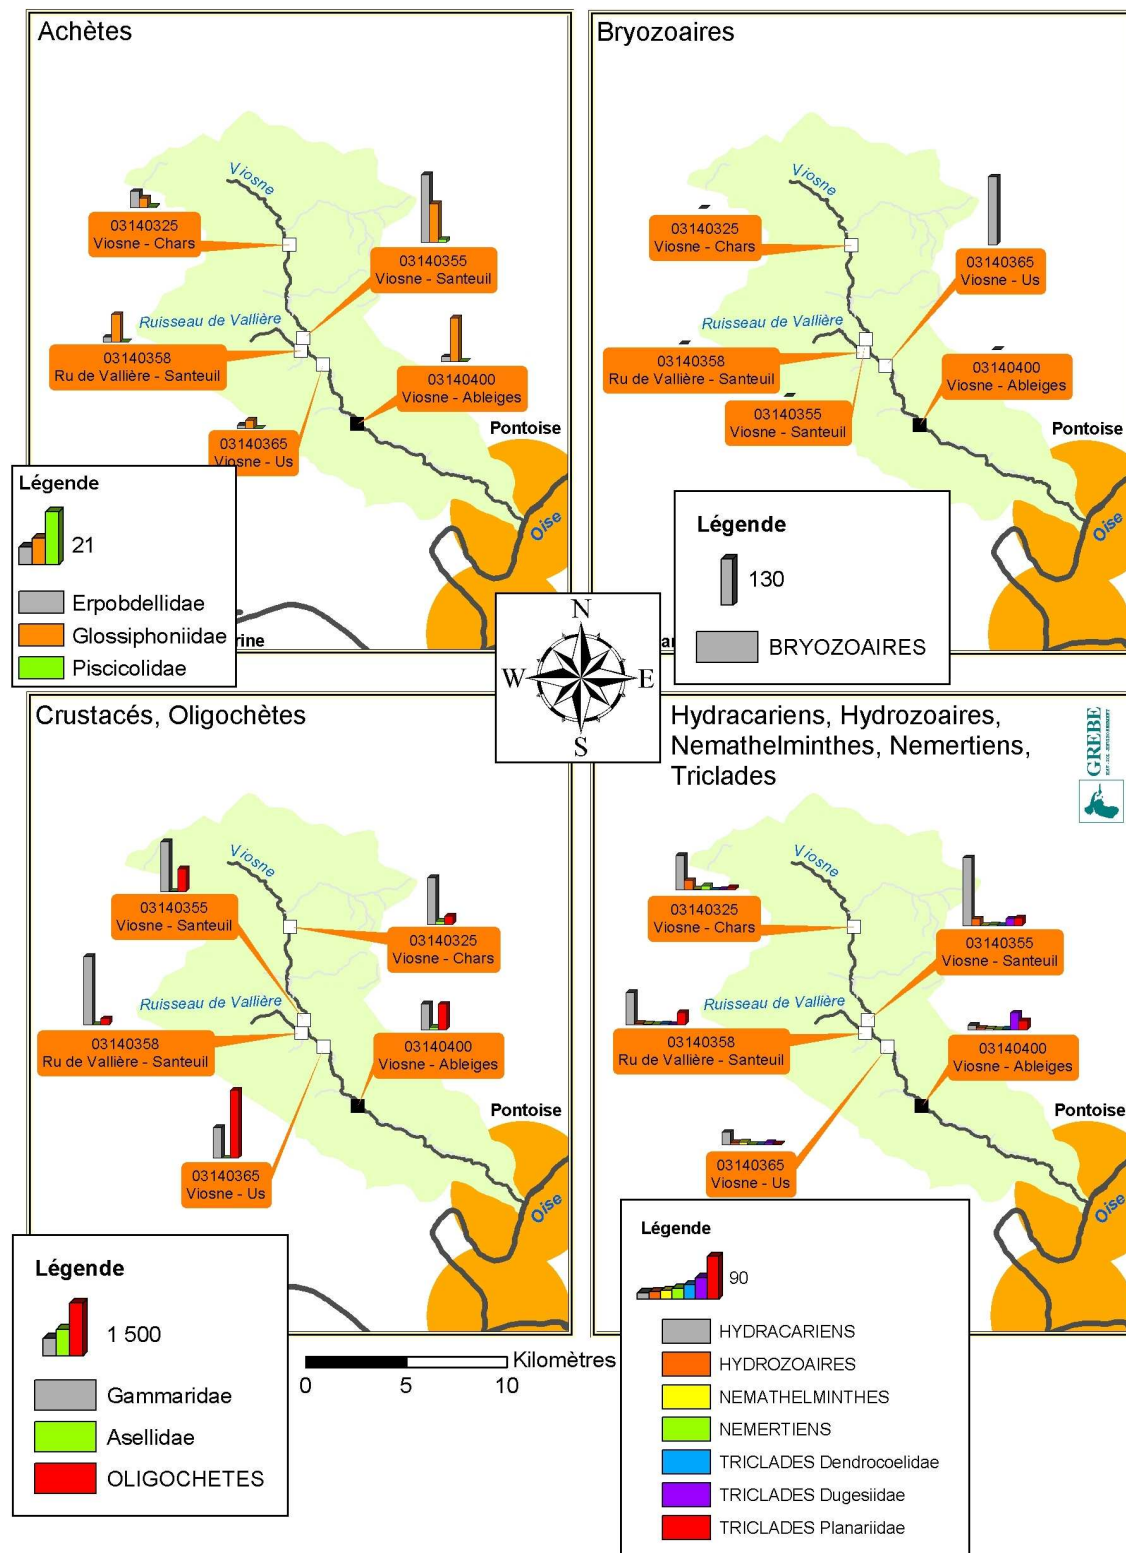 Achètes
Viosne
03140325
Viosne - Chars
03140355
Viosne - Santeuil
Ruisseau de Vallière
03140358
Ru de Vallière - Santeuil
03140400
Viosne - Ableiges
03140365
Viosne - Us
Pontoise
Oise
Légende
21
Erpobdellidae
Glossiphoniidae
Piscicolidae
rine
Bryozoaires
Viosne
03140325
Viosne - Chars
03140365
Viosne - Us
Ruisseau de Vallière
03140358
Ru de Vallière - Santeuil
03140400
Viosne - Ableiges
03140355
Viosne - Santeuil
Pontoise
Oise
Légende
130
BRYOZOAIRES
N
W
E
S
Crustacés, Oligochètes
Viosne
03140355
Viosne - Santeuil
03140325
Viosne - Chars
Ruisseau de Vallière
03140358
Ru de Vallière - Santeuil
03140400
Viosne - Ableiges
03140365
Viosne - Us
Pontoise
Oise
Légende
1 500
Gammaridae
Asellidae
OLIGOCHETES
Kilomètres
0 5 10
Hydracariens, Hydrozoaires,
Nemathelminthes, Nemertiens,
Triclades
GREBE
Viosne
03140325
Viosne - Chars
03140355
Viosne - Santeuil
Ruisseau de Vallière
03140358
Ru de Vallière - Santeuil
03140400
Viosne - Ableiges
03140365
Viosne - Us
Pontoise
Oise
Légende
90
HYDRACARIENS
HYDROZOAIRES
NEMATHELMINTHES
NEMERTIENS
TRICLADES Dendrocoelidae
TRICLADES Dugesiidae
TRICLADES Planariidae